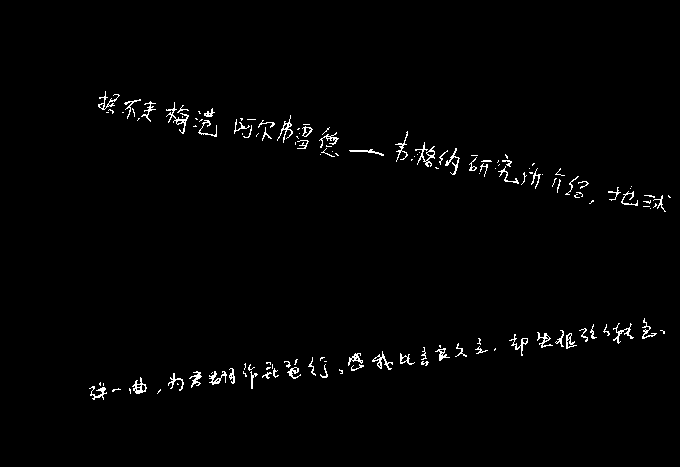 据不来梅港阿尔弗雷德—韦格纳研究所介绍,地球
弹一曲,为君翻作琵琶行。感我此言良久立,却坐促弦弦转急。